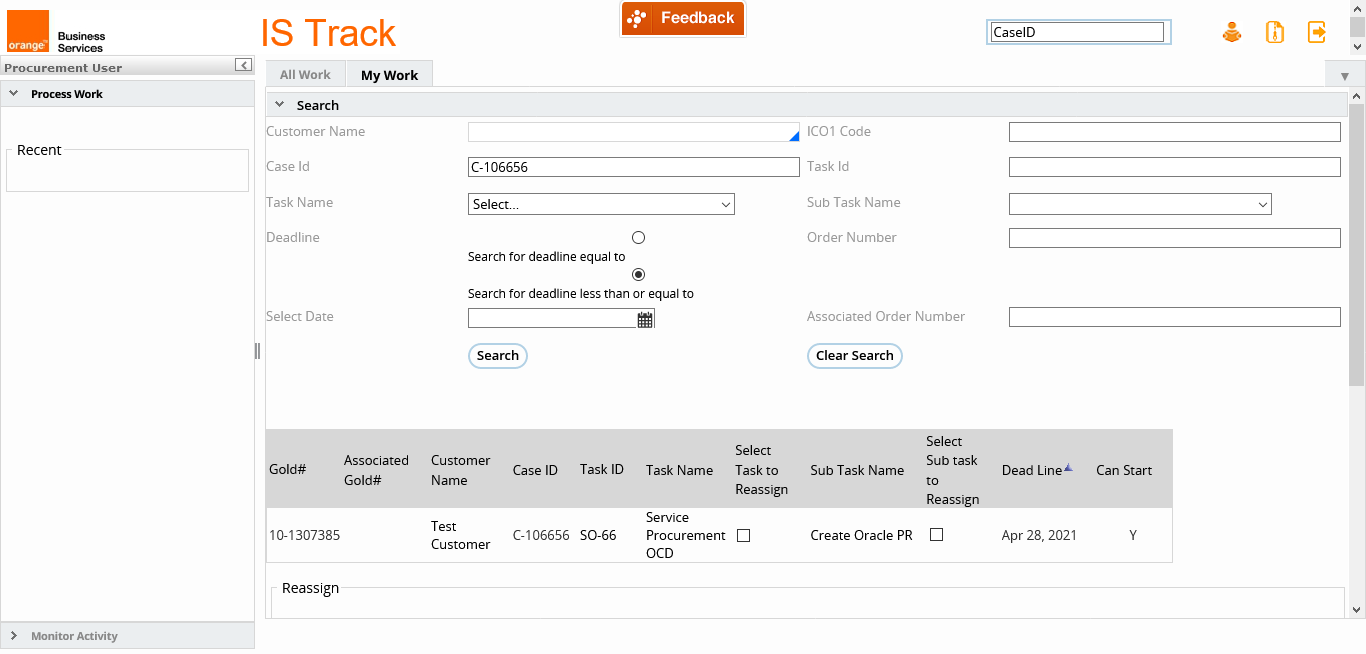 orange™
Business
Services
IS Track
Feedback
CaseID
Procurement User
Process Work
Recent
Monitor Activity
All Work
My Work
Search
Customer Name
ICO1 Code
Case Id
C-106656
Task Id
Task Name
Select...
Sub Task Name
Deadline
Order Number
Search for deadline equal to
Search for deadline less than or equal to
Select Date
Associated Order Number
Search
Clear Search
Gold#
Associated
Gold#
Customer
Name
Case ID
Task ID
Task Name
Select
Task to
Reassign
Sub Task Name
Select
Sub task
to
Reassign
Dead Line
Can Start
10-1307385
Test
Customer
C-106656
SO-66
Service
Procurement
OCD
Create Oracle PR
Apr 28, 2021
Y
Reassign